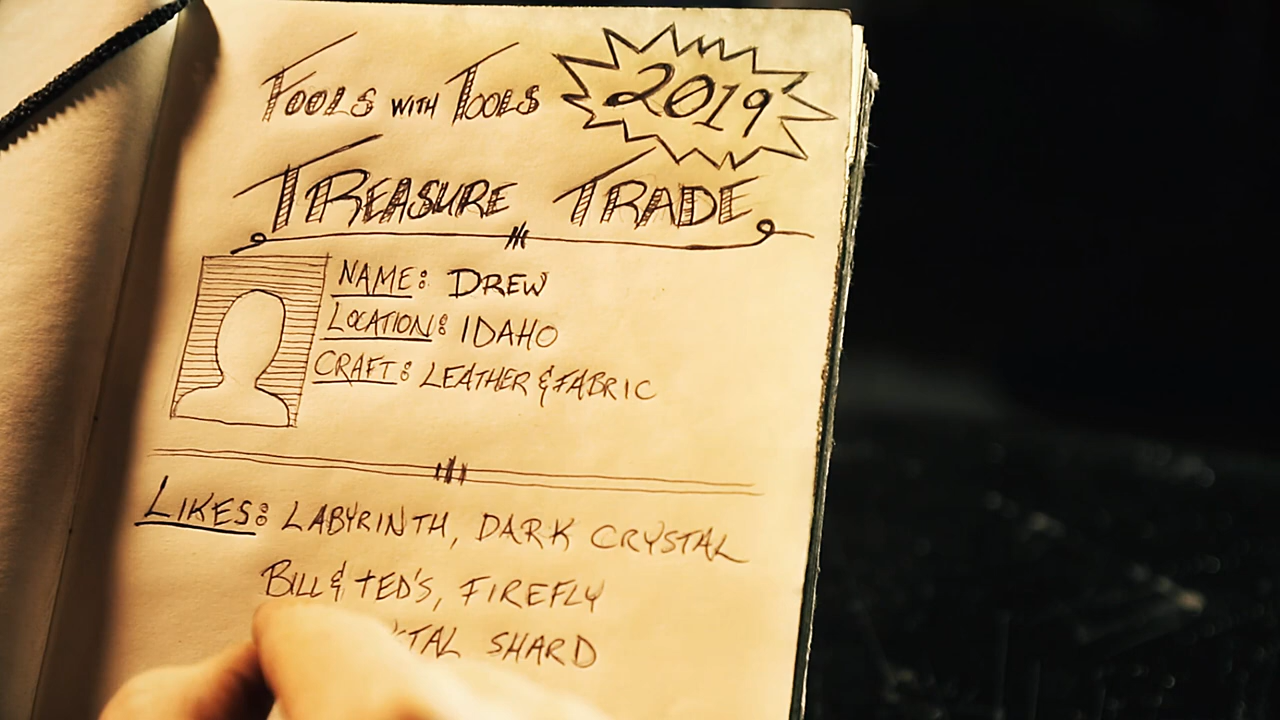 FOOLS WITH TOOLS 2019
TREASURE TRADE
NAME: DREW
LOCATION: IDAHO
CRAFT: LEATHER & FABRIC
LIKES: LABYRINTH, DARK CRYSTAL
BILL & TED'S, FIREFLY
SHARD